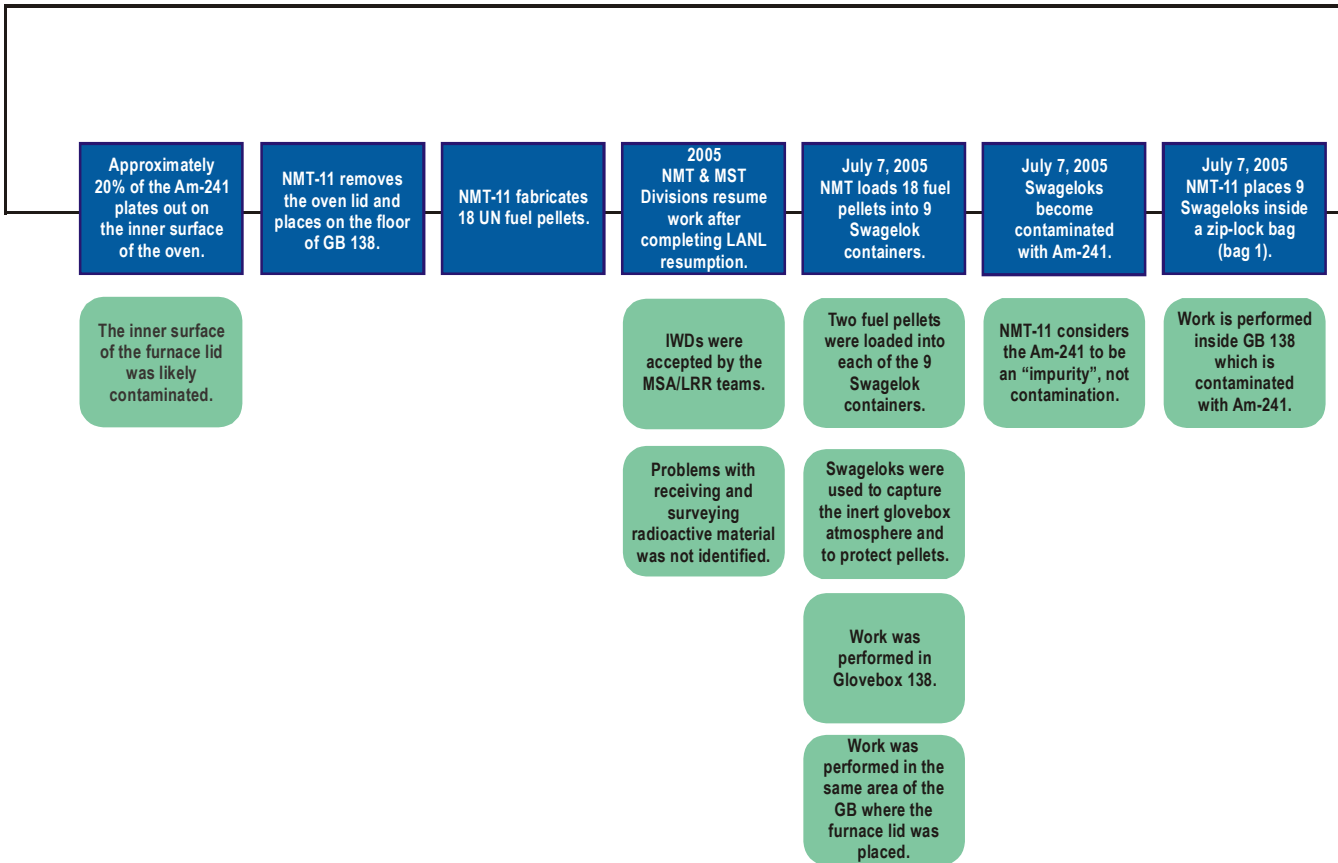 Approximately
20% of the Am-241
plates out on
the inner surface
of the oven.
NMT-11 removes
the oven lid and
places on the floor
of GB 138.
NMT-11 fabricates
18 UN fuel pellets.
2005
NMT & MST
Divisions resume
work after
completing LANL
resumption.
July 7, 2005
NMT loads 18 fuel
pellets into 9
Swagelok
containers.
July 7, 2005
Swageloks
become
contaminated
with Am-241.
July 7, 2005
NMT-11 places 9
Swageloks inside
a zip-lock bag
(bag 1).
The inner surface
of the furnace lid
was likely
contaminated.
IWDs were
accepted by the
MSA/LRR teams.
Two fuel pellets
were loaded into
each of the 9
Swagelok
containers.
NMT-11 considers
the Am-241 to be
an “impurity”, not
contamination.
Work is performed
inside GB 138
which is
contaminated
with Am-241.
Problems with
receiving and
surveying
radioactive material
was not identified.
Swageloks were
used to capture
the inert glovebox
atmosphere and
to protect pellets.
Work was
performed in
Glovebox 138.
Work was
performed in the
same area of the
GB where the
furnace lid was
placed.